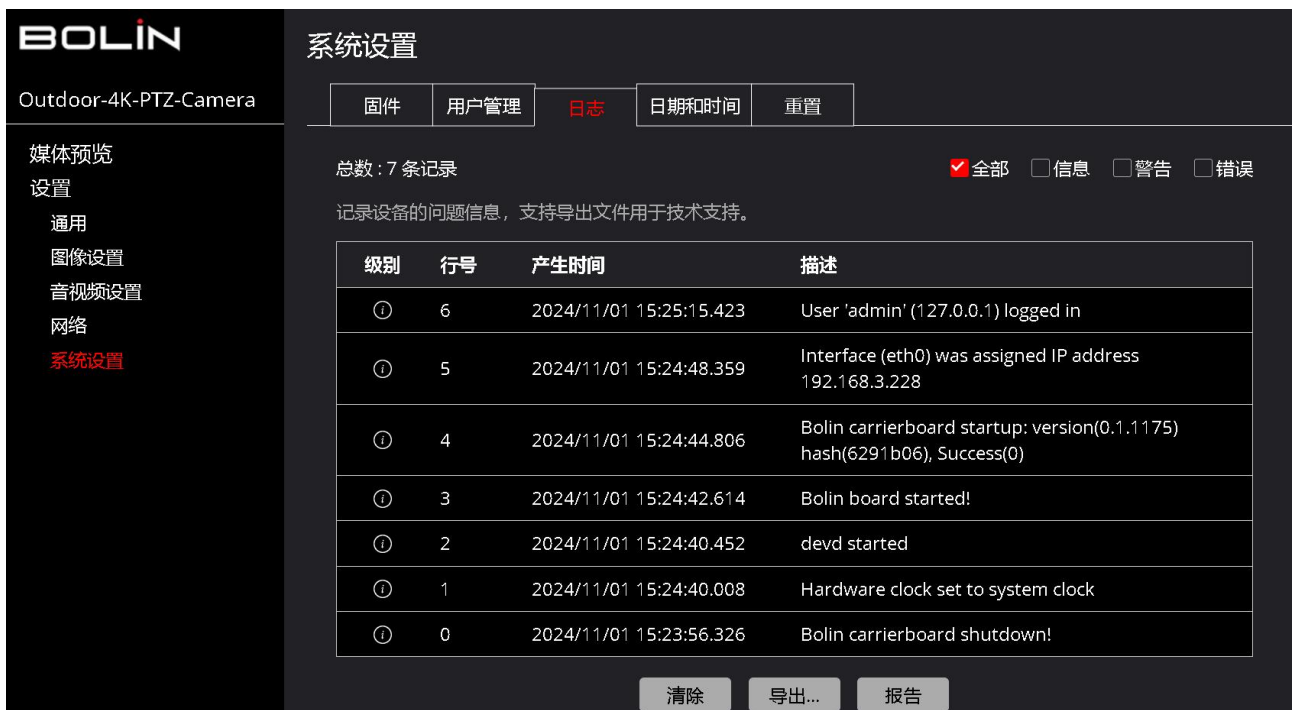 BOLIN
Outdoor-4K-PTZ-Camera
媒体预览
设置
通用
图像设置
音视频设置
网络
系统设置
系统设置
固件 用户管理 日志 日期和时间 重置
总数 : 7 条记录 全部 信息 警告 错误
记录设备的问题信息，支持导出文件用于技术支持。
级别 行号 产生时间 描述
6 2024/11/01 15:25:15.423 User 'admin' (127.0.0.1) logged in
5 2024/11/01 15:24:48.359 Interface (eth0) was assigned IP address
192.168.3.228
4 2024/11/01 15:24:44.806 Bolin carrierboard startup: version(0.1.1175)
hash(6291b06), Success(0)
3 2024/11/01 15:24:42.614 Bolin board started!
2 2024/11/01 15:24:40.452 devd started
1 2024/11/01 15:24:40.008 Hardware clock set to system clock
0 2024/11/01 15:23:56.326 Bolin carrierboard shutdown!
清除 导出... 报告